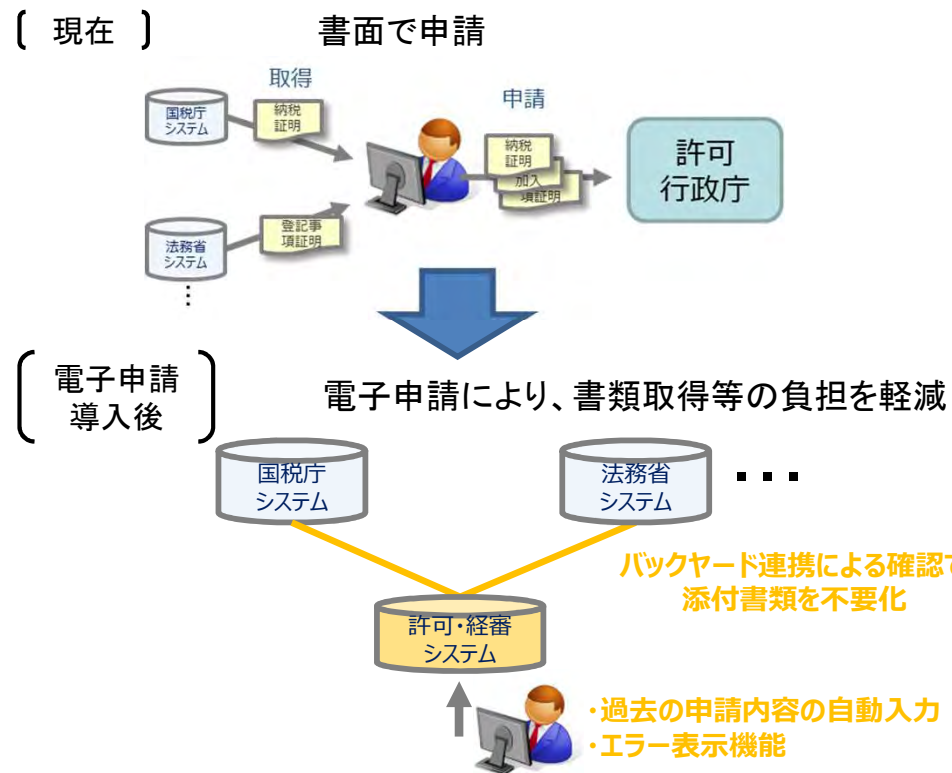 現在
書面で申請
取得
国税庁
システム
納税
証明
申請
納税
証明
加入
項証明
許可
行政庁
法務省
システム
登記事
項証明
⋮
電子申請
導入後
電子申請により、書類取得等の負担を軽減
国税庁
システム
法務省
システム
・・・
バックヤード連携による確認で
添付書類を不要化
許可・経審
システム
・過去の申請内容の自動入力
・エラー表示機能